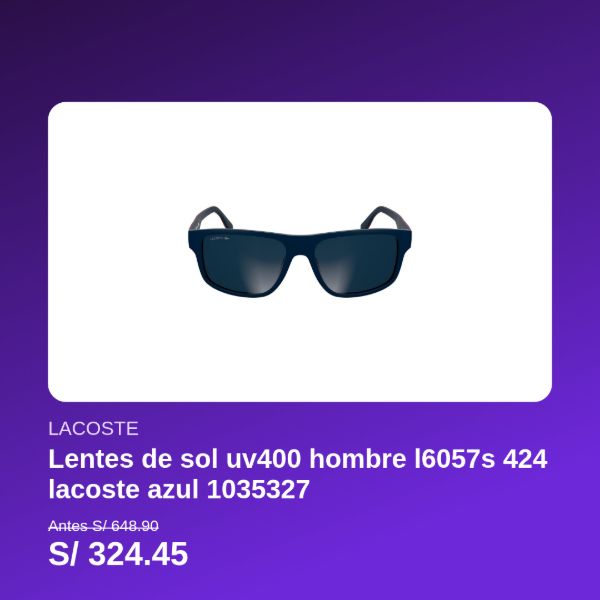 LACOSTE
Lentes de sol uv400 hombre l6057s 424
lacoste azul 1035327
Antes S/ 648.90
S/ 324.45